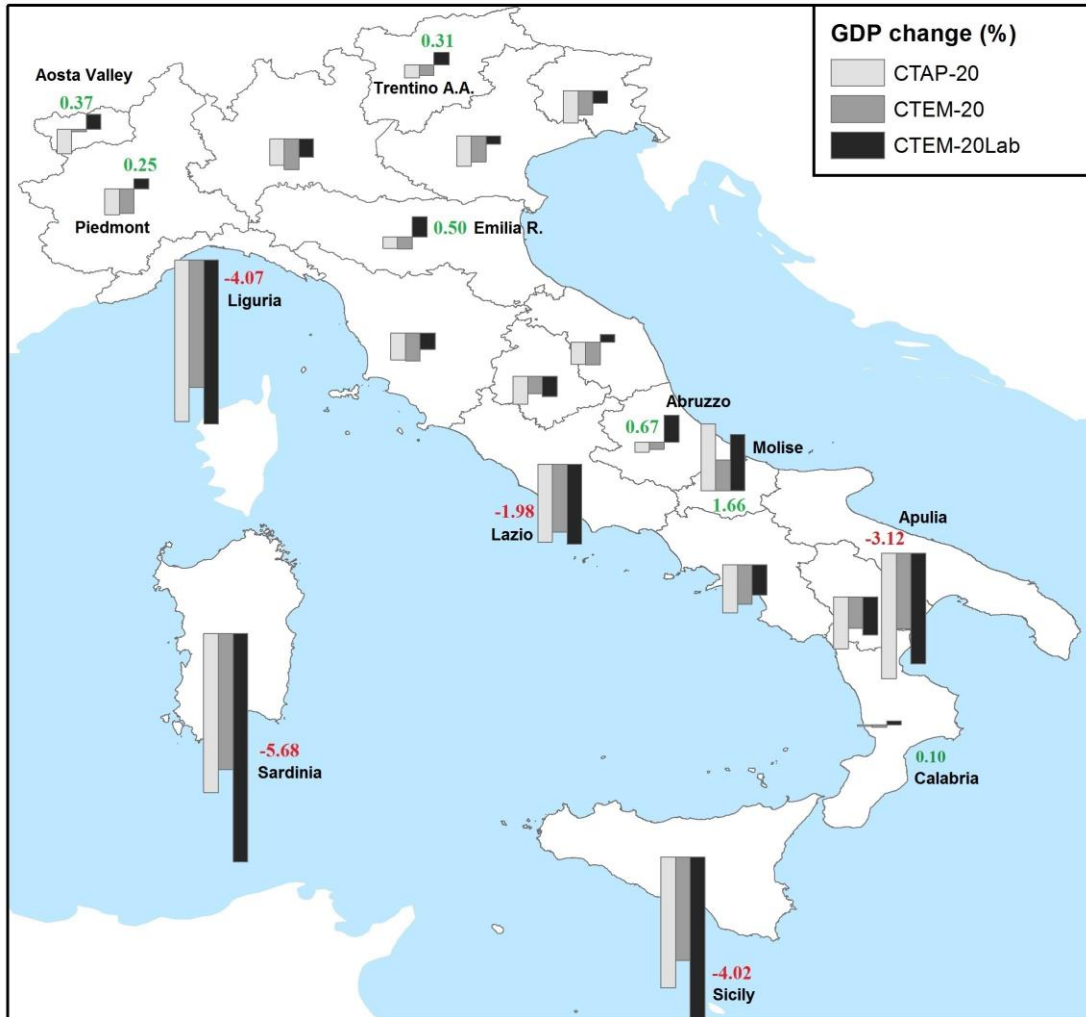 GDP change (%)
CTAP-20
CTEM-20
CTEM-20Lab
0.31
Trentino A.A.
Aosta Valley
0.37
0.25
Piedmont
0.50 Emilia R.
-4.07
Liguria
Abruzzo
0.67
Molise
1.66
-1.98
Lazio
Apulia
-3.12
-5.68
Sardinia
0.10
Calabria
-4.02
Sicily